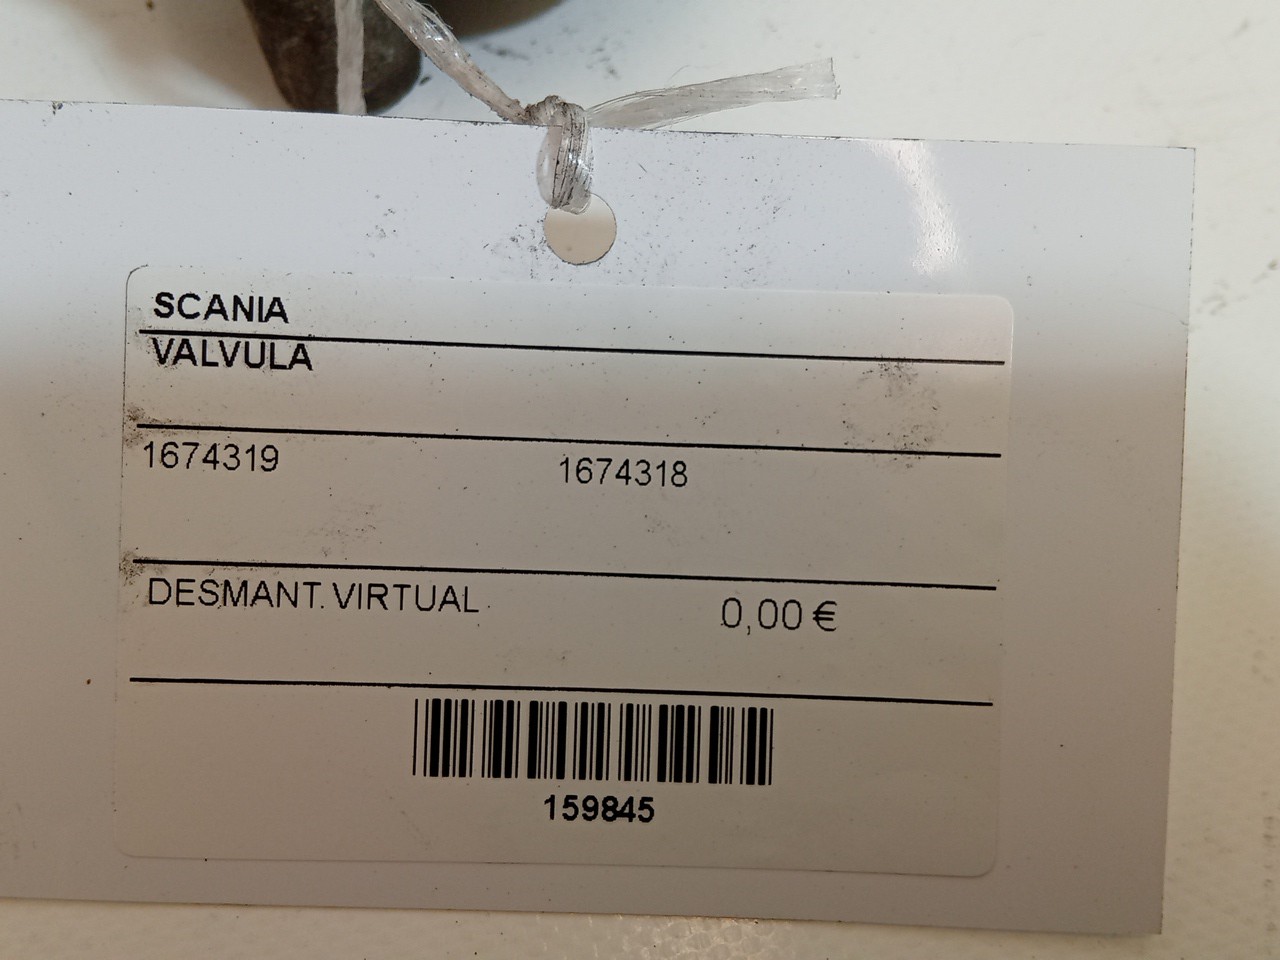 SCANIA
VALVULA
1674319 1674318
DESMANT. VIRTUAL 0,00 €
159845